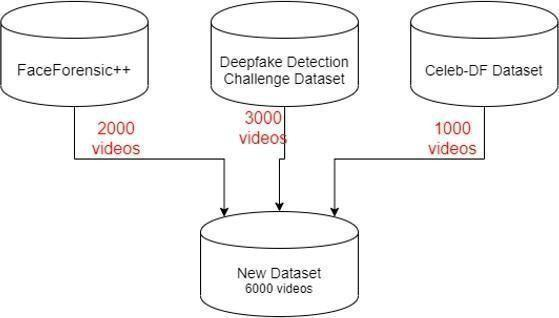 FaceForensic++
Deepfake Detection
Challenge Dataset
Celeb-DF Dataset
2000
videos
3000
videos
1000
videos
New Dataset
6000 videos